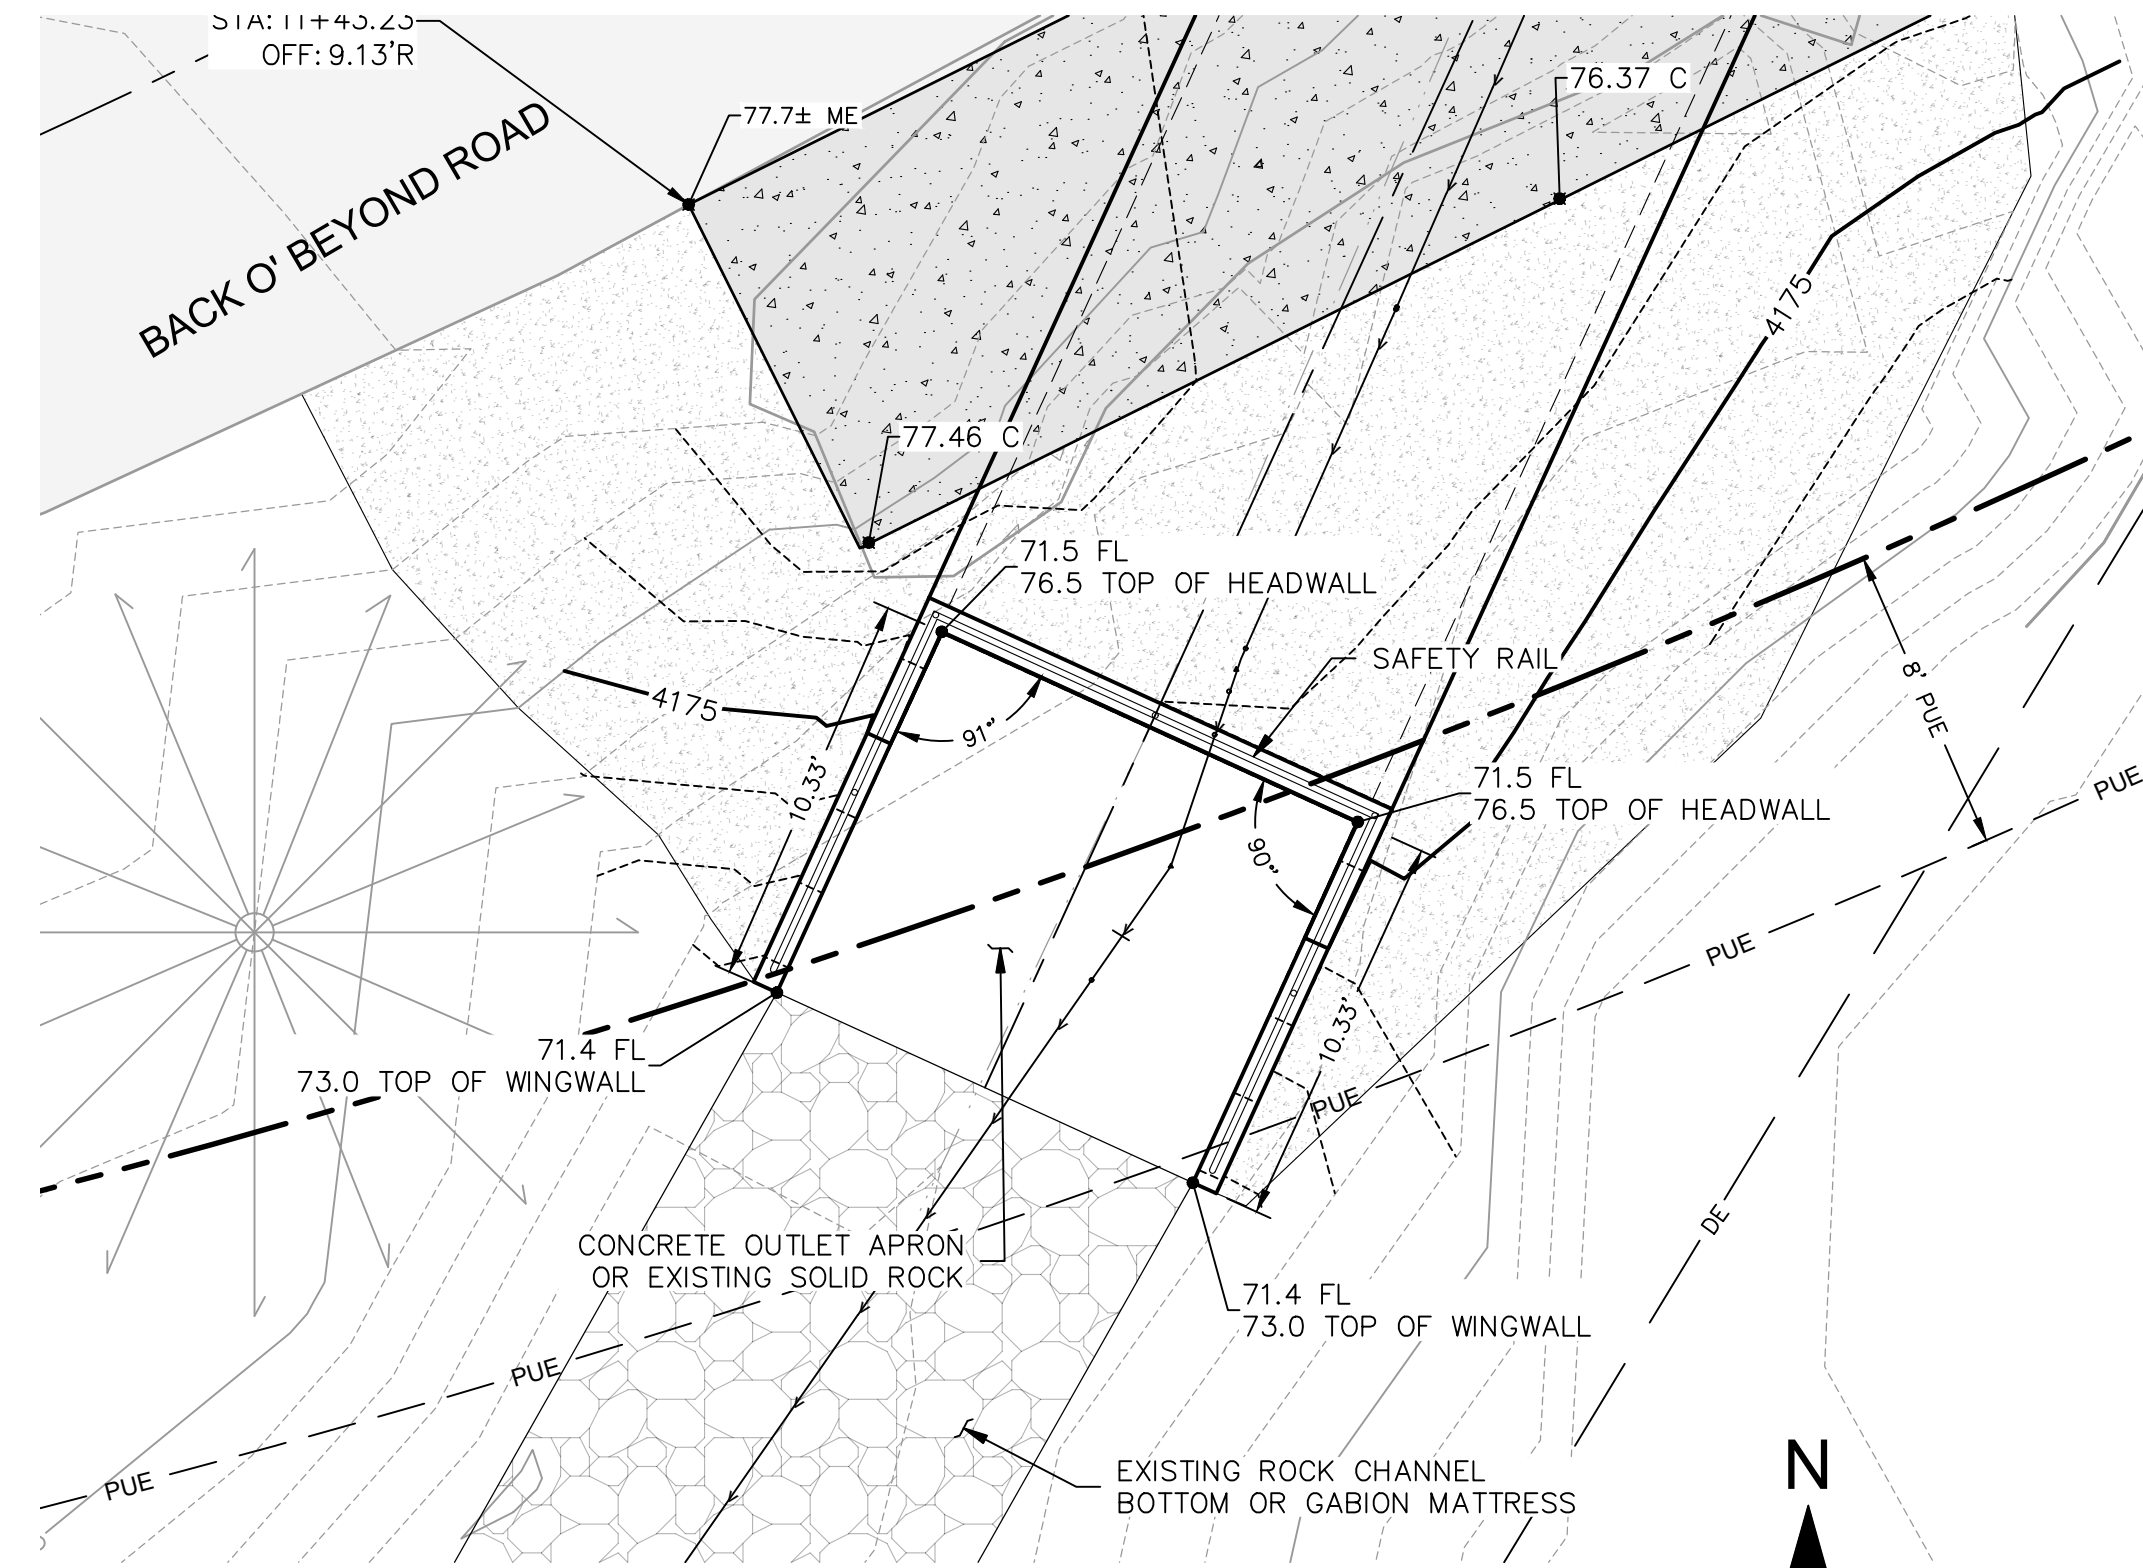 STA: 11+43.23
OFF: 9.13'R
BACK O' BEYOND ROAD
77.7± ME
76.37 C
4175
77.46 C
71.5 FL
76.5 TOP OF HEADWALL
SAFETY RAIL
4175
91°
10.33'
8' PUE
PUE
71.5 FL
76.5 TOP OF HEADWALL
90°
PUE
10.33'
71.4 FL
73.0 TOP OF WINGWALL
PUE
DE
CONCRETE OUTLET APRON
OR EXISTING SOLID ROCK
71.4 FL
73.0 TOP OF WINGWALL
PUE
PUE
EXISTING ROCK CHANNEL
BOTTOM OR GABION MATTRESS
N